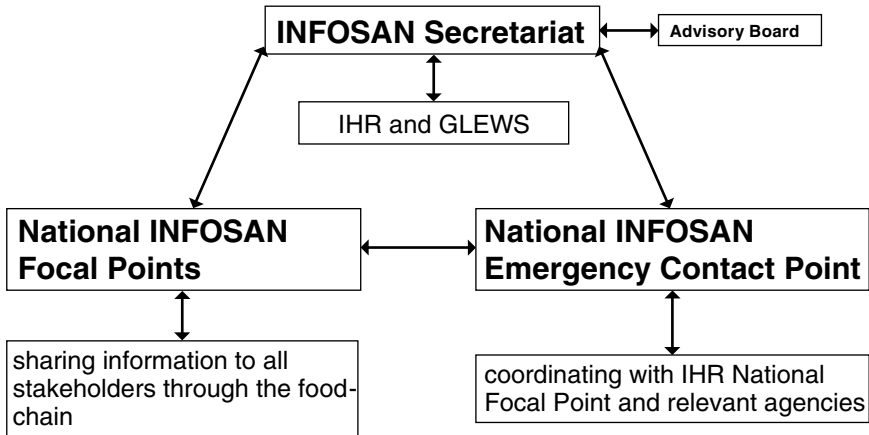 INFOSAN Secretariat
Advisory Board
IHR and GLEWS
National INFOSAN
Focal Points
National INFOSAN
Emergency Contact Point
sharing information to all
stakeholders through the food-
chain
coordinating with IHR National
Focal Point and relevant agencies